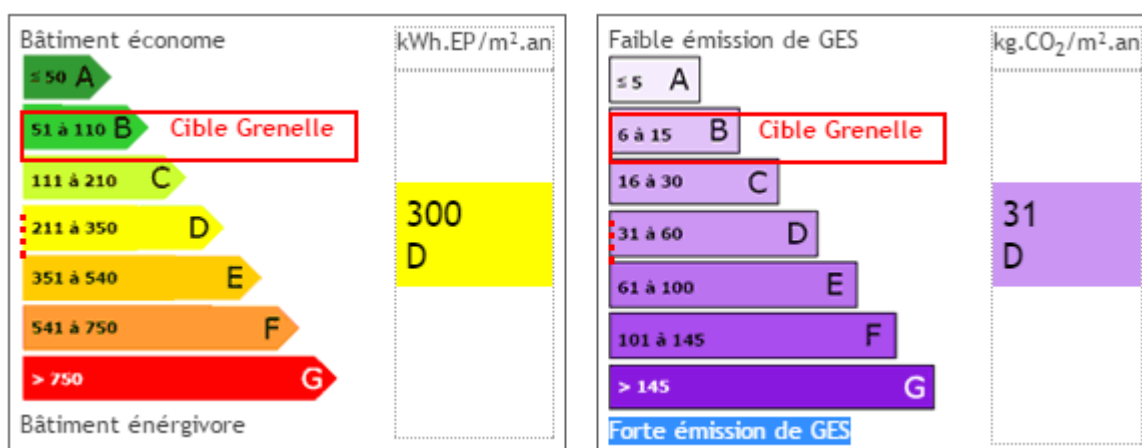 Bâtiment économe
kWh.EP/m².an
≤ 50 A
51 à 110 B Cible Grenelle
111 à 210 C
211 à 350 D
351 à 540 E
541 à 750 F
> 750 G
300
D
Bâtiment énérgivore
Faible émission de GES
kg.CO₂/m².an
≤ 5 A
6 à 15 B Cible Grenelle
16 à 30 C
31 à 60 D
61 à 100 E
101 à 145 F
> 145 G
31
D
Forte émission de GES